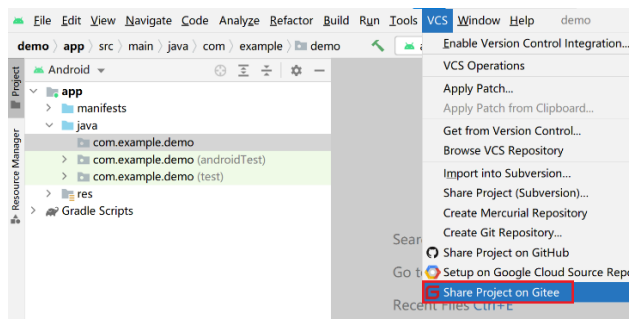 File Edit View Navigate Code Analyze Refactor Build Run Tools VCS Window Help demo
demo app src main java com example demo
Enable Version Control Integration...
Project
Android
VCS Operations
app
Apply Patch...
manifests
Apply Patch from Clipboard...
java
Get from Version Control...
com.example.demo
Browse VCS Repository
Resource Manager
com.example.demo (androidTest)
com.example.demo (test)
Import into Subversion...
res
Share Project (Subversion)...
Gradle Scripts
Create Mercurial Repository
Create Git Repository...
Share Project on GitHub
Go t
Setup on Google Cloud Source Repo
Share Project on Gitee
Recent Files Ctrl+E